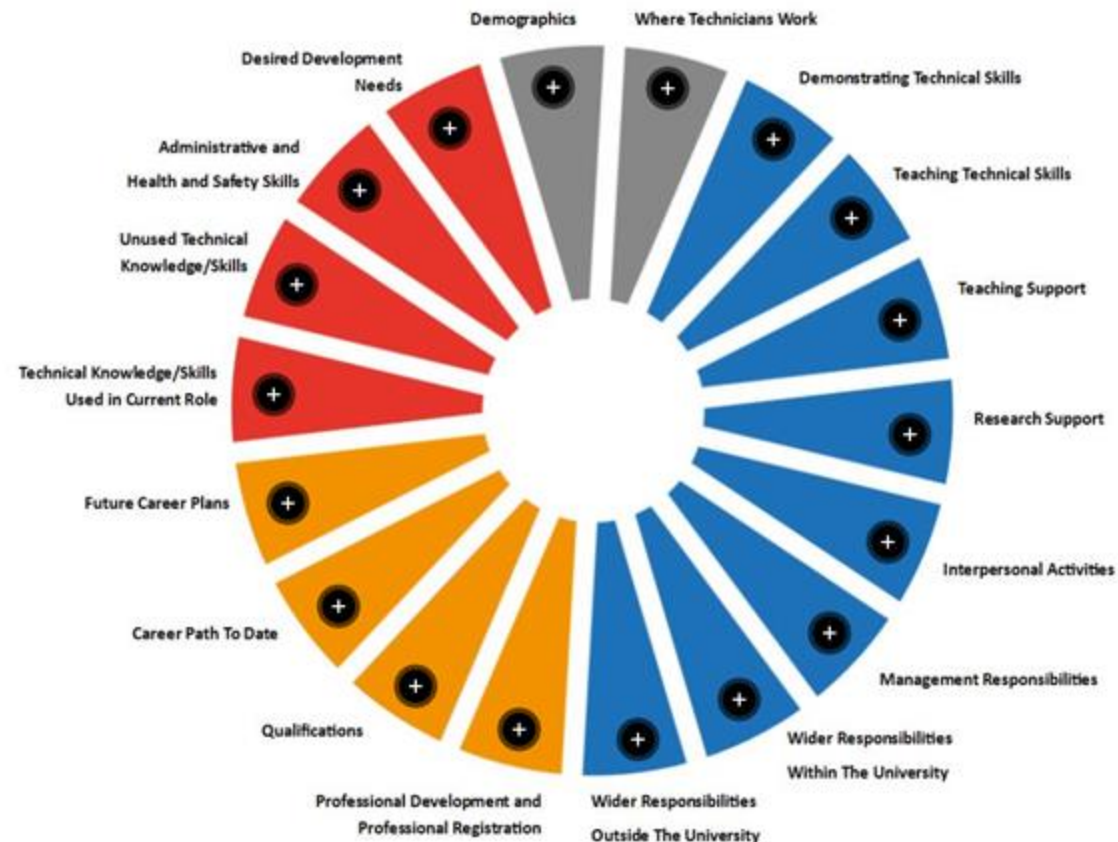 Demographics
Where Technicians Work
Demonstrating Technical Skills
Teaching Technical Skills
Teaching Support
Research Support
Interpersonal Activities
Management Responsibilities
Wider Responsibilities
Within The University
Wider Responsibilities
Outside The University
Professional Development and
Professional Registration
Qualifications
Career Path To Date
Future Career Plans
Technical Knowledge/Skills
Used in Current Role
Unused Technical
Knowledge/Skills
Administrative and
Health and Safety Skills
Desired Development
Needs